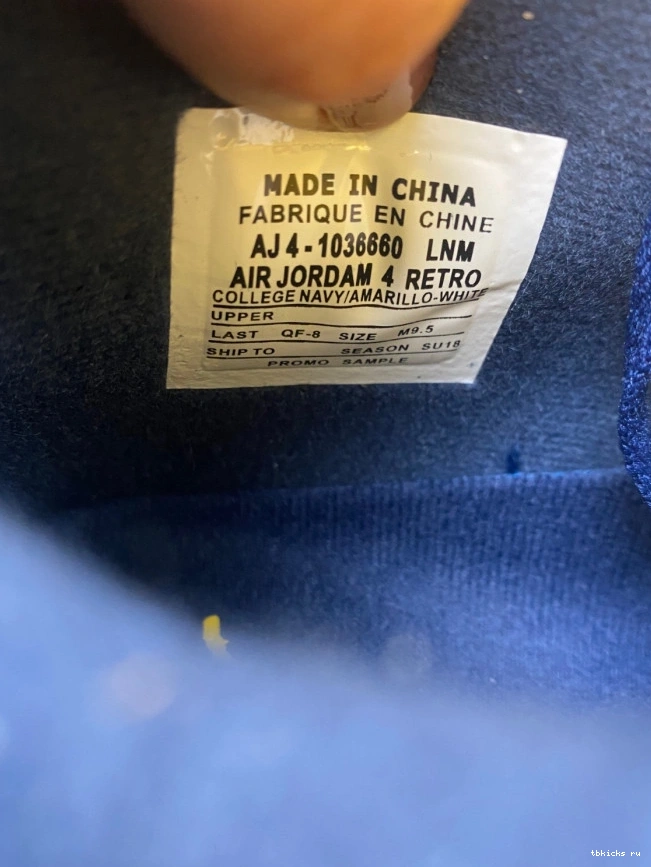 MADE IN CHINA
FABRIQUE EN CHINE
AJ 4-1036660 LNM
AIR JORDAM 4 RETRO
COLLEGE NAVY/AMARILLO-WHITE
UPPER
LAST QF-8 SIZE M9.5
SHIP TO SEASON SU18
PROMO SAMPLE
tbkicks ru